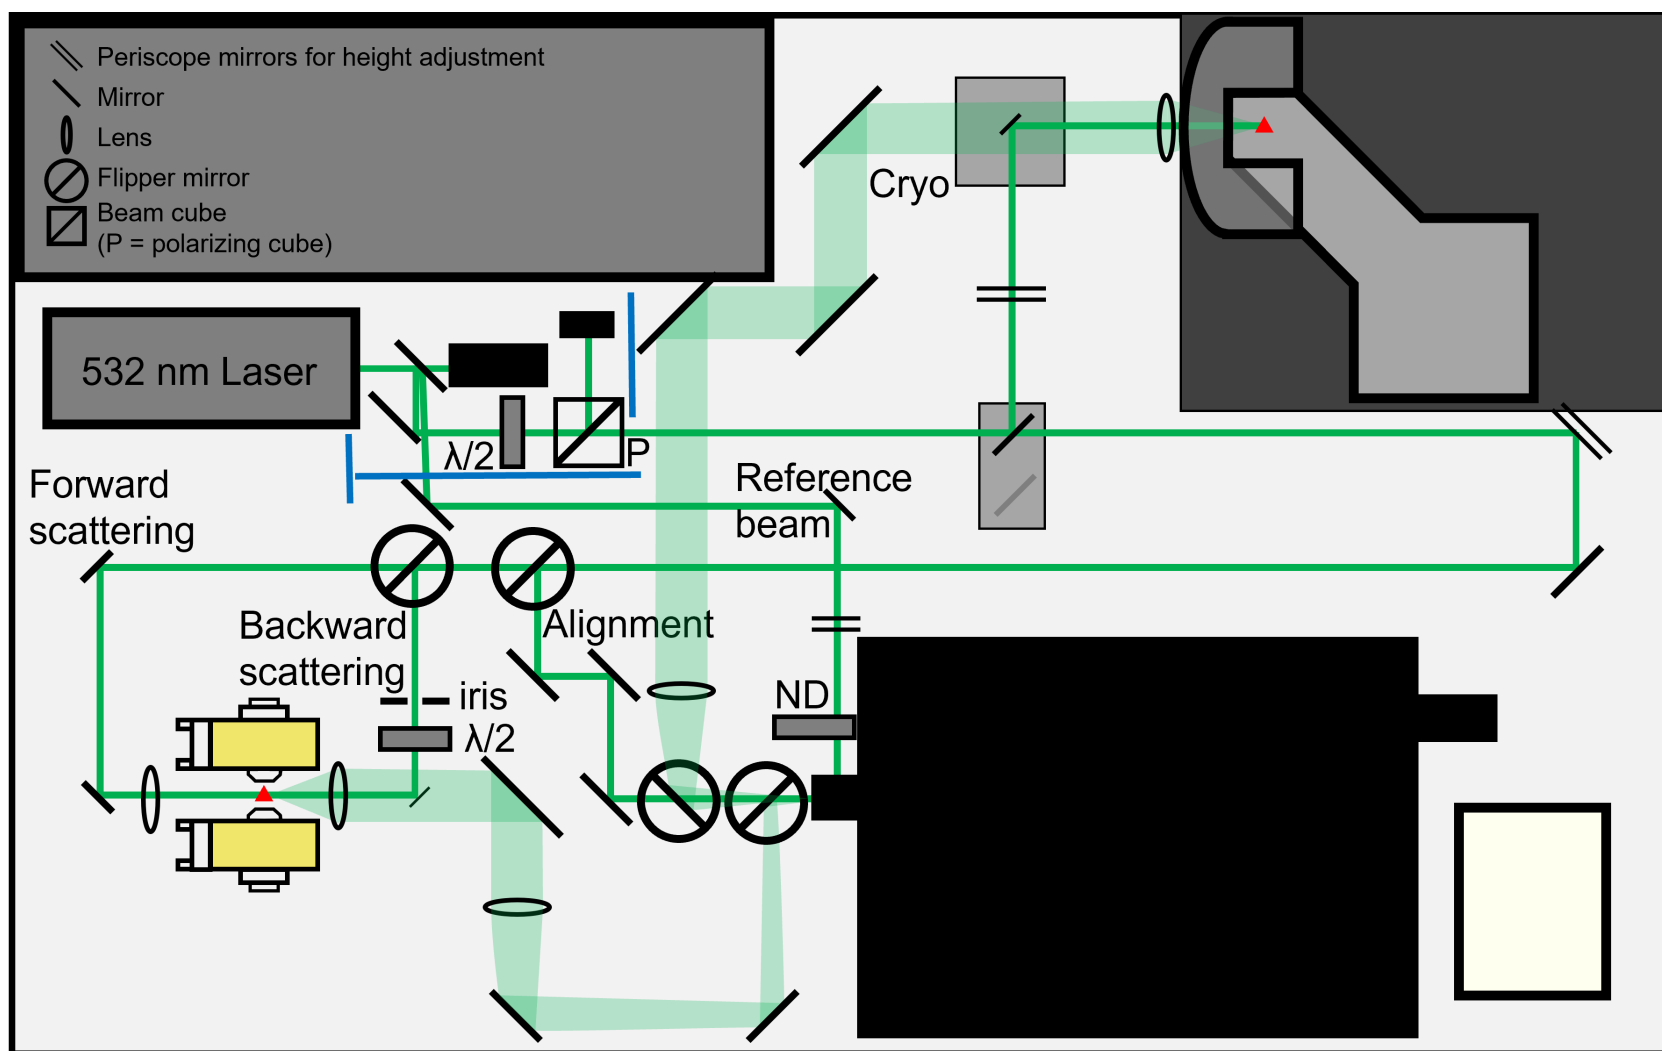 Periscope mirrors for height adjustment
Mirror
Lens
Flipper mirror
Beam cube
(P = polarizing cube)
Cryo
532 nm Laser
λ/2
P
Forward
scattering
Reference
beam
Backward
scattering
Alignment
iris
λ/2
ND